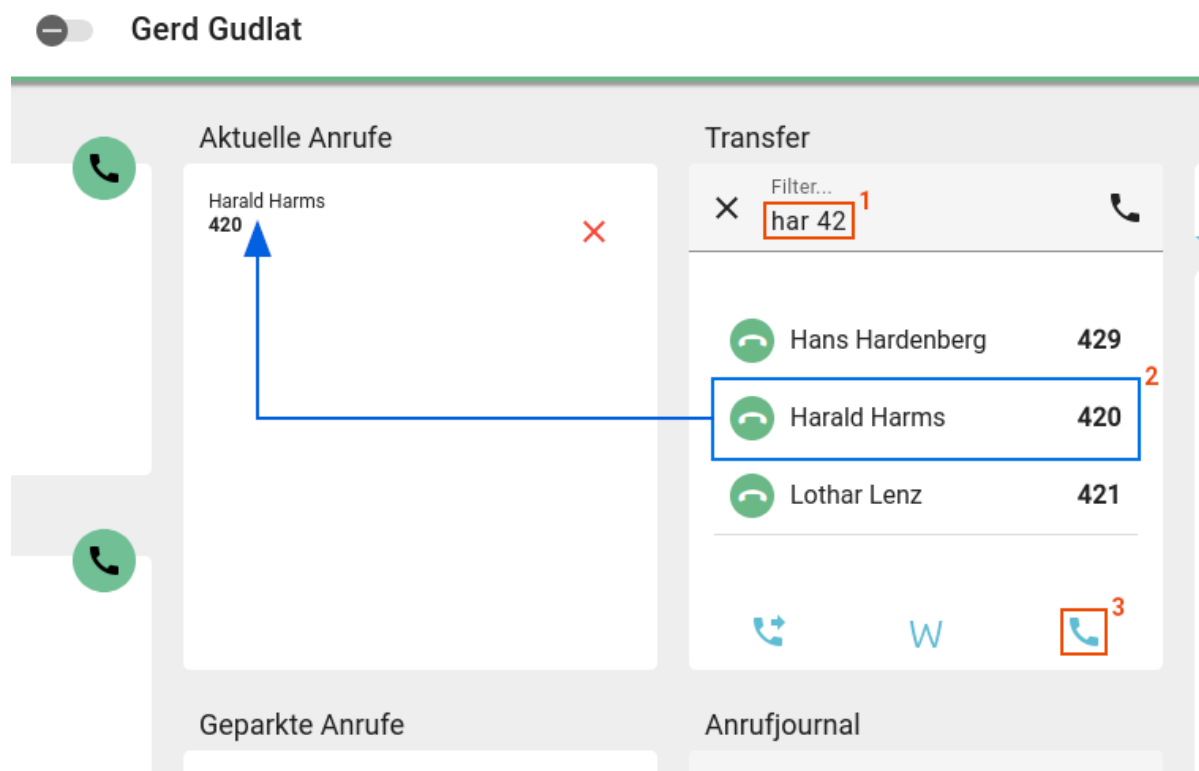 Gerd Gudlat
Aktuelle Anrufe
Harald Harms
420
Transfer
Filter...
har 42
1
Hans Hardenberg 429
2
Harald Harms 420
Lothar Lenz 421
W
3
Geparkte Anrufe
Anrufjournal